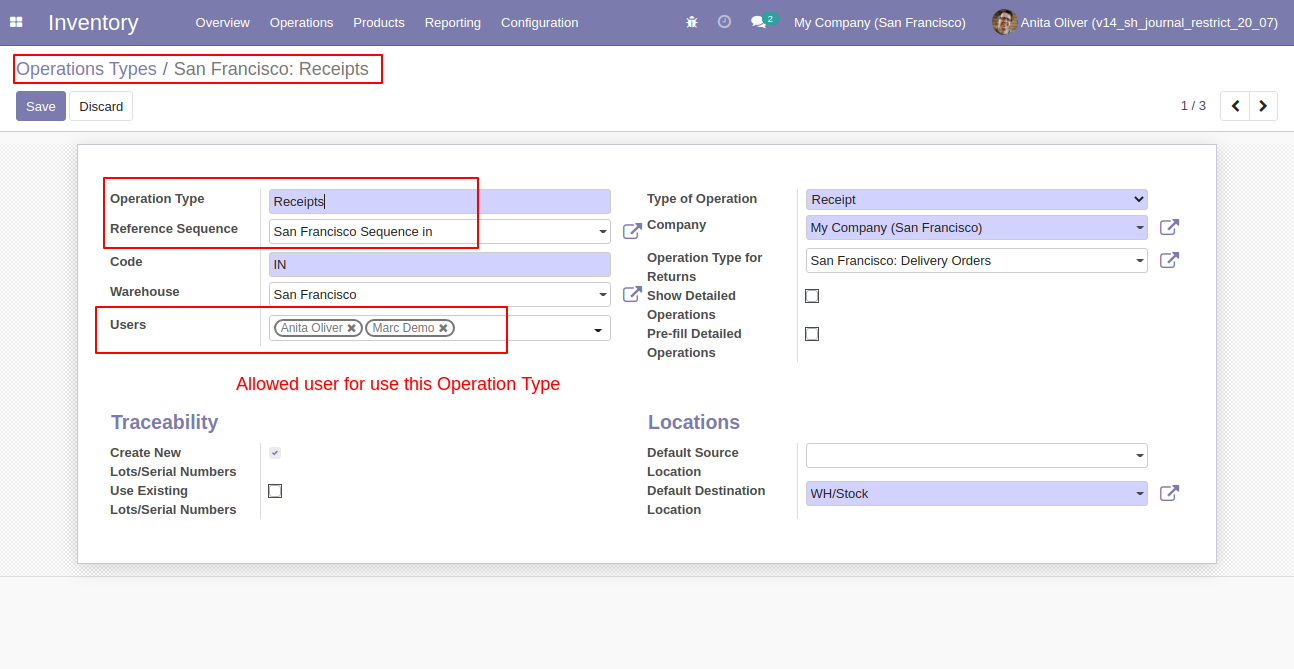 Inventory Overview Operations Products Reporting Configuration 2 My Company (San Francisco) Anita Oliver (v14_sh_journal_restrict_20_07)
Operations Types / San Francisco: Receipts
Save Discard 1 / 3
Operation Type Receipts
Reference Sequence San Francisco Sequence in
Code IN
Warehouse San Francisco
Users Anita Oliver ✖ Marc Demo ✖
Type of Operation Receipt
Company My Company (San Francisco)
Operation Type for San Francisco: Delivery Orders
Returns
Show Detailed
Operations
Pre-fill Detailed
Operations
Allowed user for use this Operation Type
Traceability
Create New
Lots/Serial Numbers
Use Existing
Lots/Serial Numbers
Locations
Default Source
Location
Default Destination WH/Stock
Location